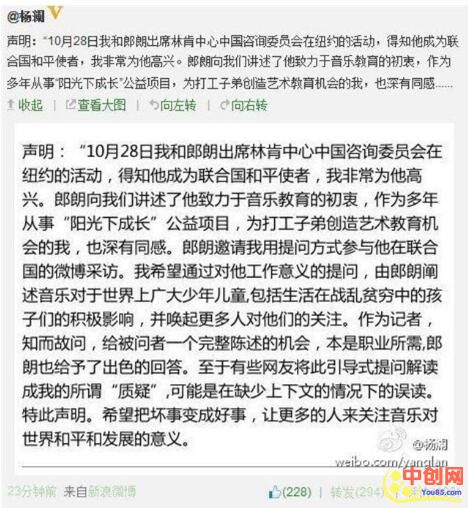 @杨澜 V
声明：“10月28日我和郎朗出席林肯中心中国咨询委员会在纽约的活动，得知他成为联
合国和平使者，我非常为他高兴。郎朗向我们讲述了他致力于音乐教育的初衷，作为
多年从事“阳光下成长”公益项目，为打工子弟创造艺术教育机会的我，也深有同感......
收起 | 查看大图 | 向左转 | 向右转
声明：“10月28日我和郎朗出席林肯中心中国咨询委员会在
纽约的活动，得知他成为联合国和平使者，我非常为他高
兴。郎朗向我们讲述了他致力于音乐教育的初衷，作为多年
从事“阳光下成长”公益项目，为打工子弟创造艺术教育机
会的我，也深有同感。郎朗邀请我用提问方式参与他在联合
国的微博采访。我希望通过对他工作意义的提问，由郎朗阐
述音乐对于世界上广大少年儿童,包括生活在战乱贫穷中的孩
子们的积极影响，并唤起更多人对他们的关注。作为记者，
知而故问，给被问者一个完整陈述的机会，本是职业所需,郎
朗也给予了出色的回答。至于有些网友将此引导式提问解读
成我的所谓“质疑”,可能是在缺少上下文的情况下的误读。
特此声明。希望把坏事变成好事，让更多的人来关注音乐对
世界和平和发展的意义。
@杨澜
weibo.com/yanglan
23分钟前 来自新浪微博
(228) | 转发(294)
中创网
You85.com